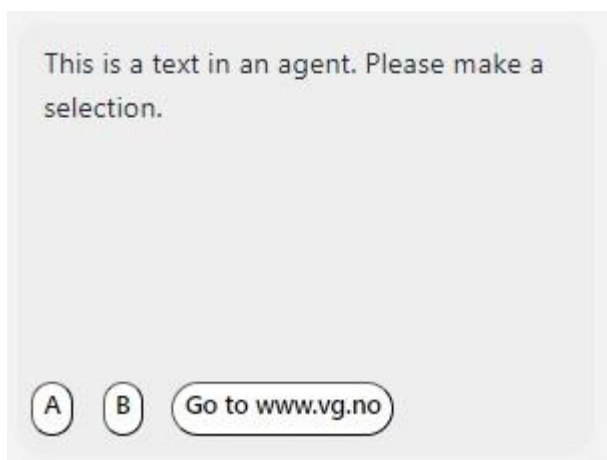 This is a text in an agent. Please make a
selection.
A B Go to www.vg.no